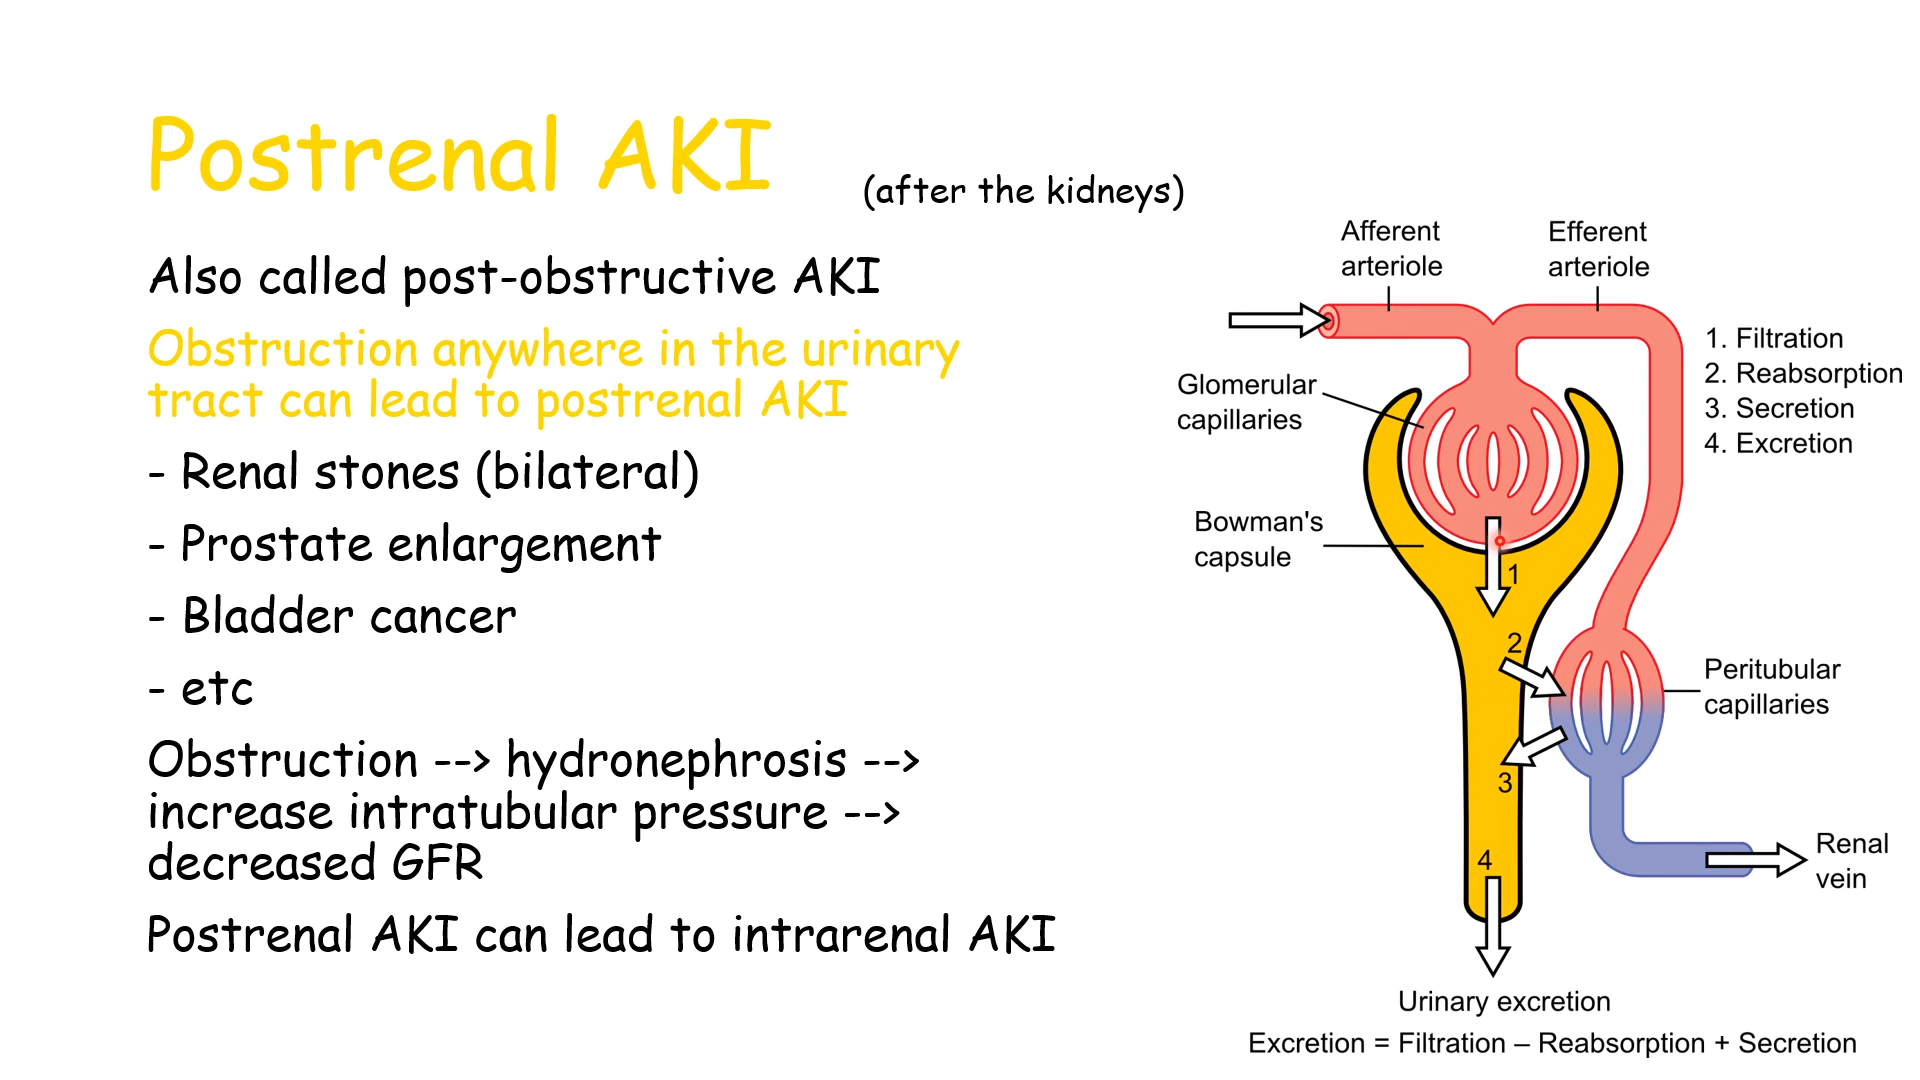 Postrenal AKI
(after the kidneys)
Also called post-obstructive AKI
Obstruction anywhere in the urinary
tract can lead to postrenal AKI
- Renal stones (bilateral)
- Prostate enlargement
- Bladder cancer
- etc
Obstruction --> hydronephrosis -->
increase intratubular pressure -->
decreased GFR
Postrenal AKI can lead to intrarenal AKI
Afferent
arteriole
Efferent
arteriole
1. Filtration
2. Reabsorption
3. Secretion
4. Excretion
Glomerular
capillaries
Bowman's
capsule
1
2
3
4
Peritubular
capillaries
Renal
vein
Urinary excretion
Excretion = Filtration – Reabsorption + Secretion